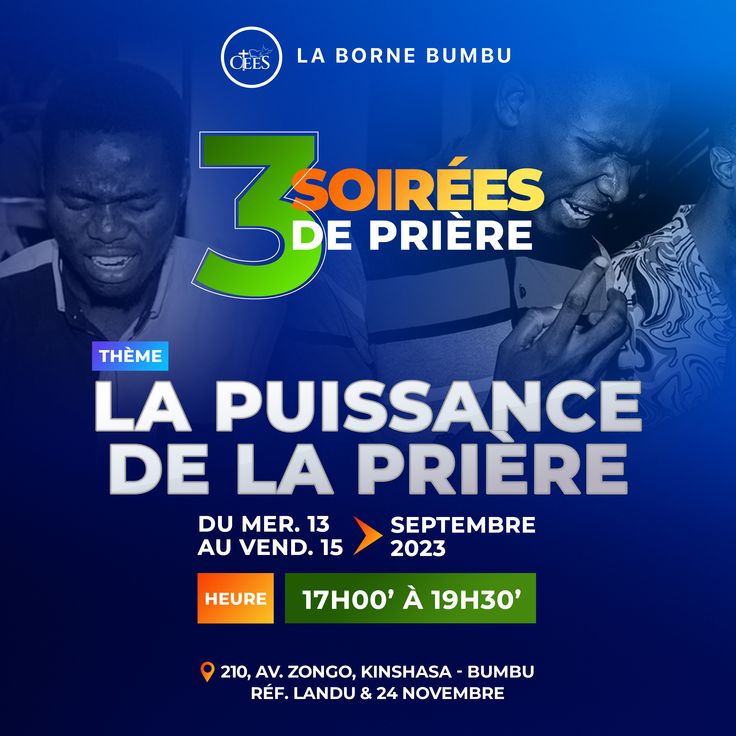 CEES
LA BORNE BUMBU
3 SOIRÉES
DE PRIÈRE
THÈME
LA PUISSANCE
DE LA PRIÈRE
DU MER. 13
AU VEND. 15
SEPTEMBRE
2023
HEURE
17H00’ À 19H30’
210, AV. ZONGO, KINSHASA - BUMBU
RÉF. LANDU & 24 NOVEMBRE